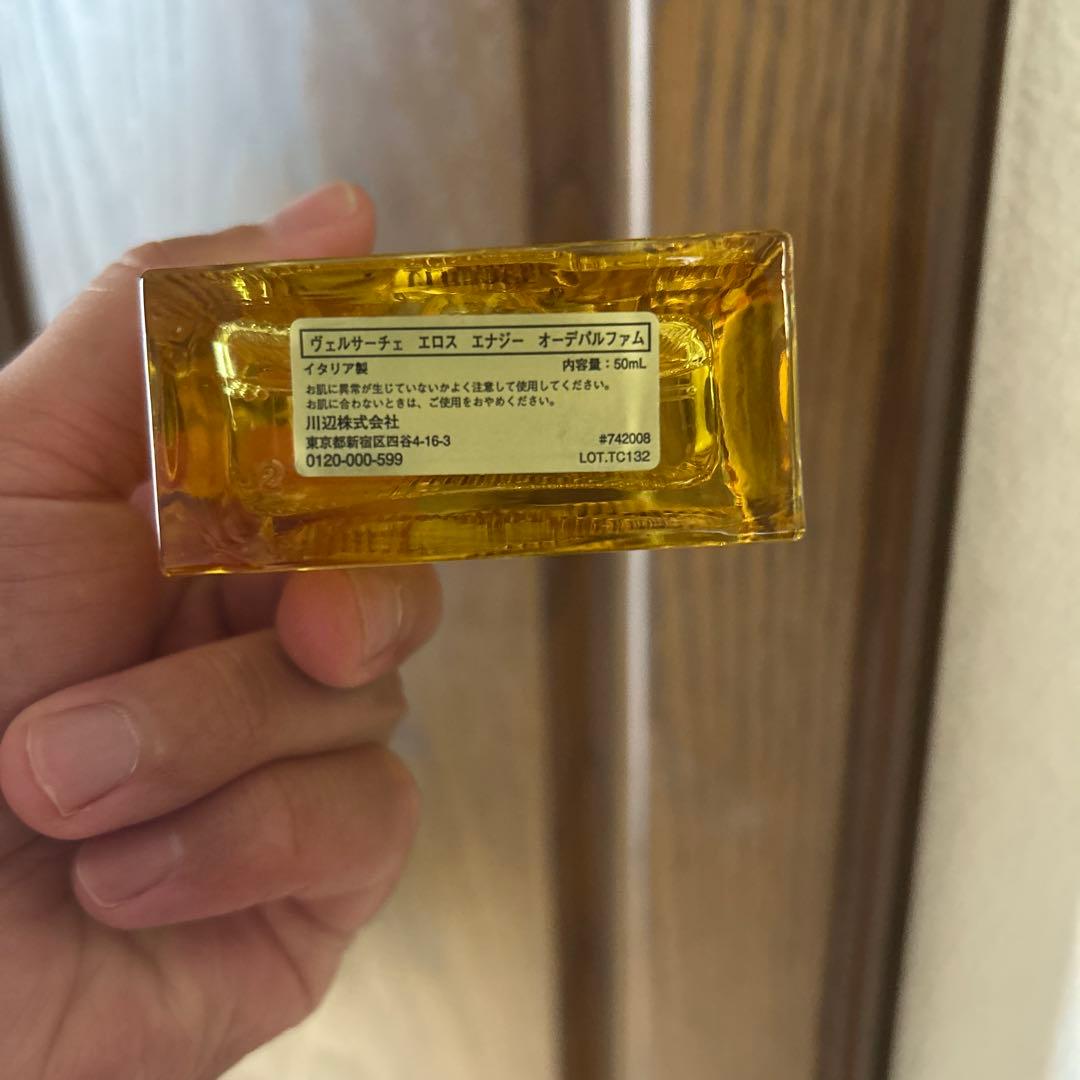 ヴェルサーチェ エロス エナジー オーデパルファム
イタリア製 内容量：50mL
お肌に異常が生じていないかよく注意して使用してください。
お肌に合わないときは、ご使用をおやめください。
川辺株式会社
東京都新宿区四谷4-16-3 #742008
0120-000-599 LOT.TC132